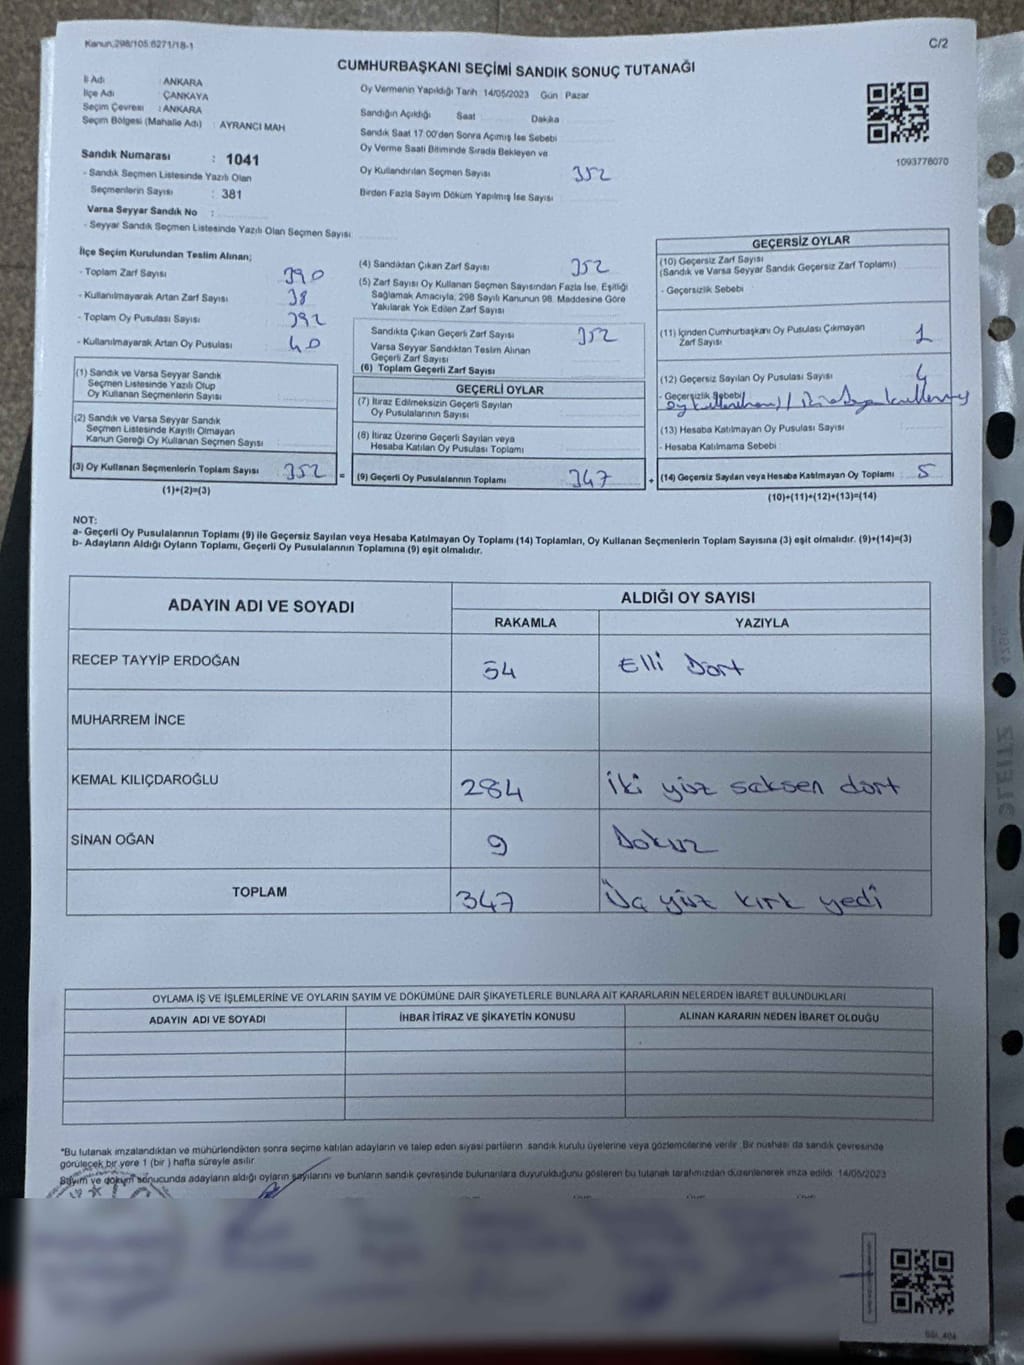 Kanun:298/105.6271/18-1
C/2
CUMHURBAŞKANI SEÇİMİ SANDIK SONUÇ TUTANAĞI
İl Adı : ANKARA
İlçe Adı : ÇANKAYA
Seçim Çevresi : ANKARA
Seçim Bölgesi (Mahalle Adı) : AYRANCI MAH
Sandık Numarası : 1041
- Sandık Seçmen Listesinde Yazılı Olan
Seçmenlerin Sayısı : 381
Varsa Seyyar Sandık No :
- Seyyar Sandık Seçmen Listesinde Yazılı Olan Seçmen Sayısı
Oy Vermenin Yapıldığı Tarih 14/05/2023 Gün Pazar
Sandığın Açıldığı Saat Dakika
Sandık Saat 17.00'den Sonra Açımış İse Sebebi
Oy Verme Saati Bitiminde Sırada Bekleyen ve
Oy Kullandırılan Seçmen Sayısı 352
Birden Fazla Sayım Döküm Yapılmış İse Sayısı
1093778070
İlçe Seçim Kurulundan Teslim Alınan;
- Toplam Zarf Sayısı 390
- Kullanılmayarak Artan Zarf Sayısı 38
- Toplam Oy Pusulası Sayısı 392
- Kullanılmayarak Artan Oy Pusulası 40
(1) Sandık ve Varsa Seyyar Sandık
Seçmen Listesinde Yazılı Olup
Oy Kullanan Seçmenlerin Sayısı
(2) Sandık ve Varsa Seyyar Sandık
Seçmen Listesinde Kayıtlı Olmayan
Kanun Gereği Oy Kullanan Seçmen Sayısı
(3) Oy Kullanan Seçmenlerin Toplam Sayısı 352 =
(1)+(2)=(3)
(4) Sandıktan Çıkan Zarf Sayısı 352
(5) Zarf Sayısı Oy Kullanan Seçmen Sayısından Fazla İse, Eşitliği
Sağlamak Amacıyla, 298 Sayılı Kanunun 98. Maddesine Göre
Yakılarak Yok Edilen Zarf Sayısı
Sandıkta Çıkan Geçerli Zarf Sayısı 352
Varsa Seyyar Sandıktan Teslim Alınan
Geçerli Zarf Sayısı
(6) Toplam Geçerli Zarf Sayısı
GEÇERLİ OYLAR
(7) İtiraz Edilmeksizin Geçerli Sayılan
Oy Pusulalarının Sayısı
(8) İtiraz Üzerine Geçerli Sayılan veya
Hesaba Katılan Oy Pusulası Toplamı
(9) Geçerli Oy Pusulalarının Toplamı 347 +
GEÇERSİZ OYLAR
(10) Geçersiz Zarf Sayısı
(Sandık ve Varsa Seyyar Sandık Geçersiz Zarf Toplamı)
- Geçersizlik Sebebi
(11) İçinden Cumhurbaşkanı Oy Pusulası Çıkmayan
Zarf Sayısı 1
(12) Geçersiz Sayılan Oy Pusulası Sayısı 4
- Geçersizlik Sebebi
(13) Hesaba Katılmayan Oy Pusulası Sayısı
- Hesaba Katılmama Sebebi
(14) Geçersiz Sayılan veya Hesaba Katılmayan Oy Toplamı 5
(10)+(11)+(12)+(13)=(14)
NOT:
a- Geçerli Oy Pusulalarının Toplamı (9) ile Geçersiz Sayılan veya Hesaba Katılmayan Oy Toplamı (14) Toplamları, Oy Kullanan Seçmenlerin Toplam Sayısına (3) eşit olmalıdır. (9)+(14)=(3)
b- Adayların Aldığı Oyların Toplamı, Geçerli Oy Pusulalarının Toplamına (9) eşit olmalıdır.
ADAYIN ADI VE SOYADI ALDIĞI OY SAYISI
RAKAMLA YAZIYLA
RECEP TAYYİP ERDOĞAN 54 Elli Dört
MUHARREM İNCE
KEMAL KILIÇDAROĞLU 284 iki yüz seksen dört
SİNAN OĞAN 9 Dokuz
TOPLAM 347 Üç yüz kırk yedi
OYLAMA İŞ VE İŞLEMLERİNE VE OYLARIN SAYIM VE DÖKÜMÜNE DAİR ŞİKAYETLERLE BUNLARA AİT KARARLARIN NELERDEN İBARET BULUNDUKLARI
ADAYIN ADI VE SOYADI İHBAR İTİRAZ VE ŞİKAYETİN KONUSU ALINAN KARARIN NEDEN İBARET OLDUĞU
*Bu tutanak imzalandıktan ve mühürlendikten sonra seçime katılan adayların ve talep eden siyasi partilerin sandık kurulu üyelerine veya gözlemcilerine verilir. Bir nüshası da sandık çevresinde
görülecek bir yere 1 (bir ) hafta süreyle asılır
Sayım ve döküm sonucunda adayların aldığı oyların sayılarını ve bunların sandık çevresinde bulunanlara duyurulduğunu gösteren bu tutanak tarafımızdan düzenlenerek imza edildi. 14/05/2023